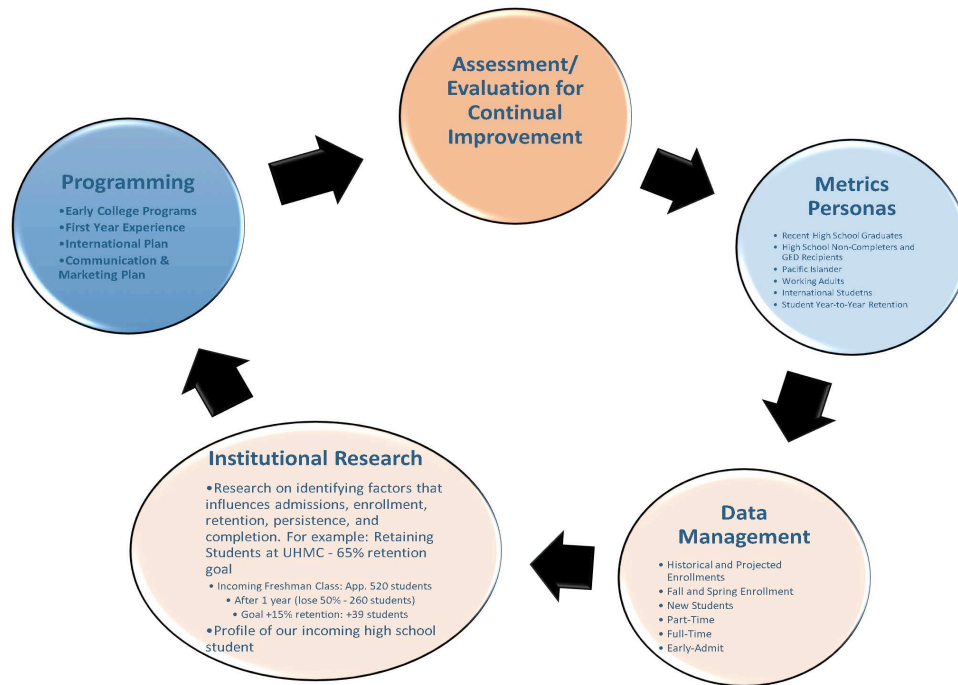 Assessment/
Evaluation for
Continual
Improvement
Metrics
Personas
• Recent High School Graduates
• High School Non-Completers and
GED Recipients
• Pacific Islander
• Working Adults
• International Studetns
• Student Year-to-Year Retention
Data
Management
• Historical and Projected
Enrollments
• Fall and Spring Enrollment
• New Students
• Part-Time
• Full-Time
• Early-Admit
Institutional Research
•Research on identifying factors that
influences admissions, enrollment,
retention, persistence, and
completion. For example: Retaining
Students at UHMC - 65% retention
goal
• Incoming Freshman Class: App. 520 students
• After 1 year (lose 50% - 260 students)
• Goal +15% retention: +39 students
•Profile of our incoming high school
student
Programming
•Early College Programs
•First Year Experience
•International Plan
•Communication &
Marketing Plan